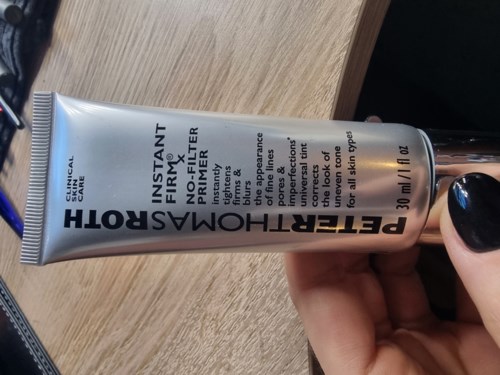 PETERTHOMASROTH
CLINICAL
SKIN
CARE
INSTANT
FIRMx®
NO-FILTER
PRIMER
instantly
tightens
firms &
blurs
the appearance
of fine lines
pores &
imperfections*
universal tint
corrects
the look of
uneven tone
for all skin types
30 ml/1 fl oz